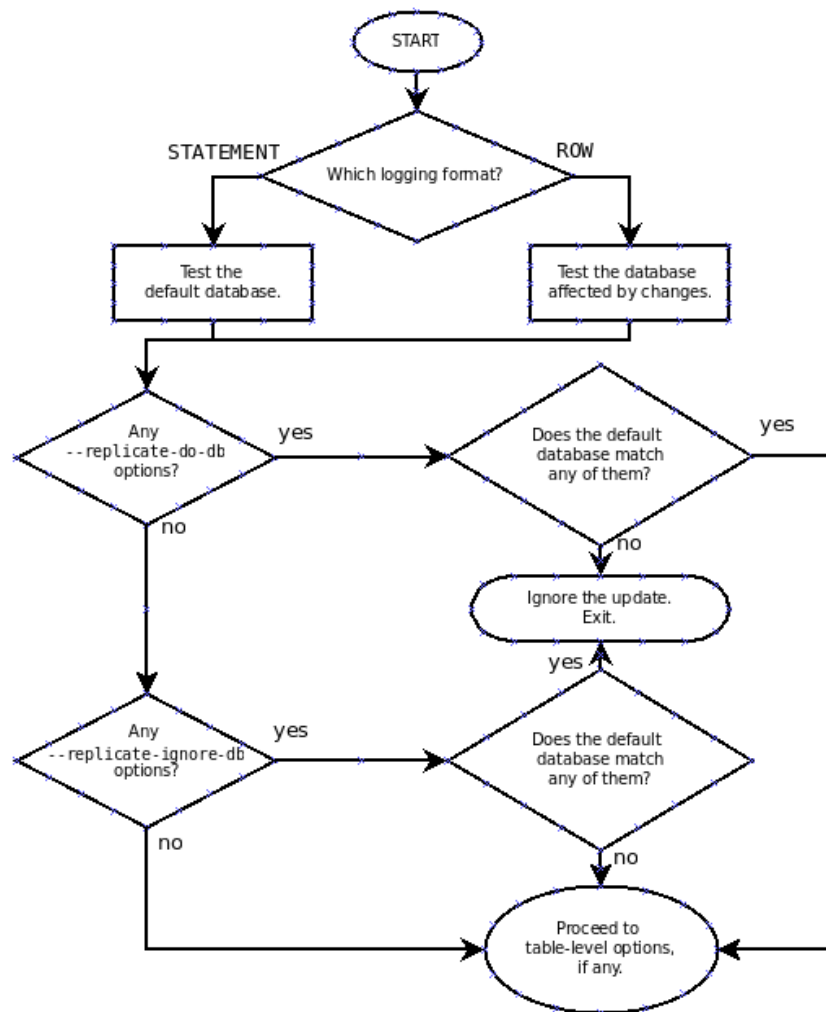 START
STATEMENT
ROW
Which logging format?
Test the
default database.
Test the database
affected by changes.
Any
--replicate-do-db
options?
yes
Does the default
database match
any of them?
yes
no
no
Ignore the update.
Exit.
yes
Any
--replicate-ignore-db
options?
yes
Does the default
database match
any of them?
no
no
Proceed to
table-level options,
if any.